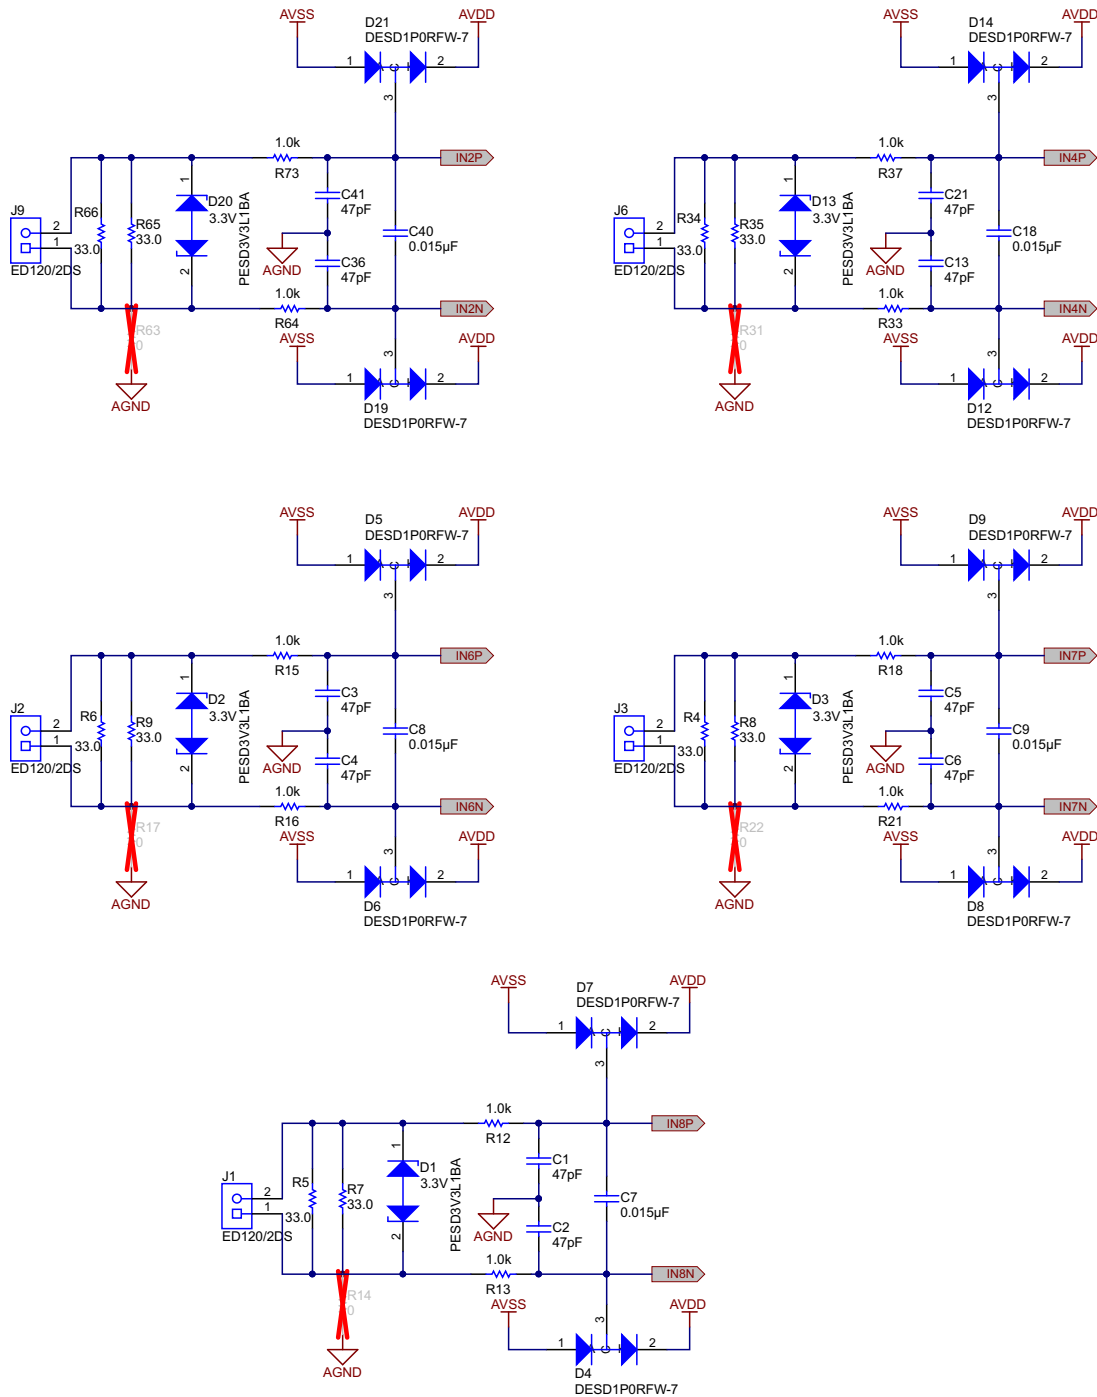 AVSS
D21
DESD1P0RFW-7
AVDD
1
2
3
1.0k
R73
IN2P
J9
2
1
ED120/2DS
R66
33.0
R65
33.0
1
D20
3.3V
2
PESD3V3L1BA
C41
47pF
AGND
C36
47pF
C40
0.015µF
1.0k
R64
IN2N
R63
0
AGND
AVSS
AVDD
3
1
2
D19
DESD1P0RFW-7
AVSS
D14
DESD1P0RFW-7
AVDD
1
2
3
1.0k
R37
IN4P
J6
2
1
ED120/2DS
R34
33.0
R35
33.0
1
D13
3.3V
2
PESD3V3L1BA
C21
47pF
AGND
C13
47pF
C18
0.015µF
1.0k
R33
IN4N
R31
0
AGND
AVSS
AVDD
3
1
2
D12
DESD1P0RFW-7
AVSS
D5
DESD1P0RFW-7
AVDD
1
2
3
1.0k
R15
IN6P
J2
2
1
ED120/2DS
R6
33.0
R9
33.0
1
D2
3.3V
2
PESD3V3L1BA
C3
47pF
AGND
C4
47pF
C8
0.015µF
1.0k
R16
IN6N
R17
0
AGND
AVSS
AVDD
3
1
2
D6
DESD1P0RFW-7
AVSS
D9
DESD1P0RFW-7
AVDD
1
2
3
1.0k
R18
IN7P
J3
2
1
ED120/2DS
R4
33.0
R8
33.0
1
D3
3.3V
2
PESD3V3L1BA
C5
47pF
AGND
C6
47pF
C9
0.015µF
1.0k
R21
IN7N
R22
0
AGND
AVSS
AVDD
3
1
2
D8
DESD1P0RFW-7
AVSS
D7
DESD1P0RFW-7
AVDD
1
2
3
1.0k
R12
IN8P
J1
2
1
ED120/2DS
R5
33.0
R7
33.0
1
D1
3.3V
2
PESD3V3L1BA
C1
47pF
AGND
C2
47pF
C7
0.015µF
1.0k
R13
IN8N
R14
0
AGND
AVSS
AVDD
3
1
2
D4
DESD1P0RFW-7